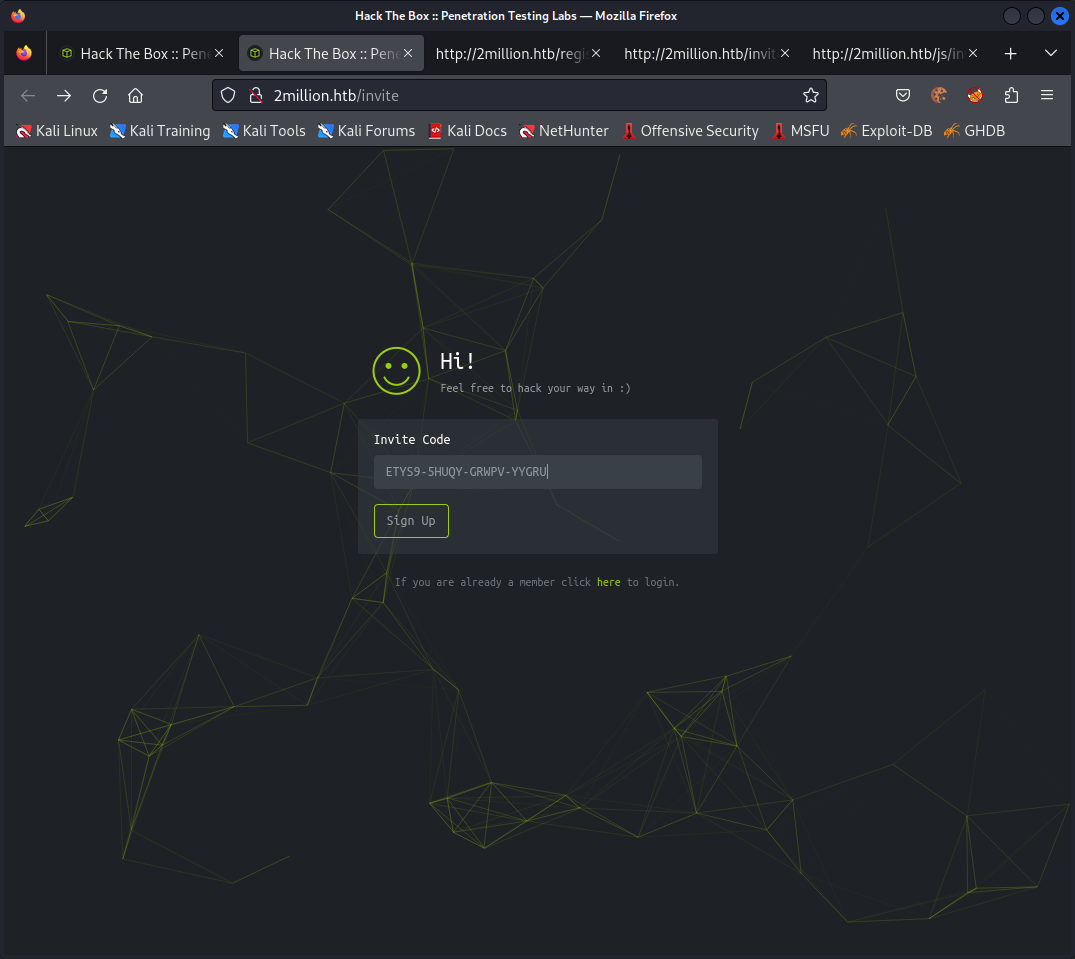 Hack The Box :: Penetration Testing Labs — Mozilla Firefox
Hack The Box :: Pene
Hack The Box :: Pene
http://2million.htb/regi
http://2million.htb/invit
http://2million.htb/js/in
2million.htb/invite
Kali Linux Kali Training Kali Tools Kali Forums Kali Docs NetHunter Offensive Security MSFU Exploit-DB GHDB
Hi!
Feel free to hack your way in :)
Invite Code
ETYS9-5HUQY-GRWPV-YYGRU
Sign Up
If you are already a member click here to login.